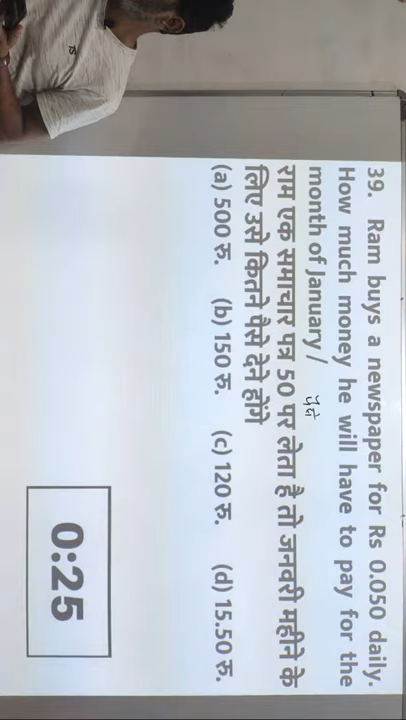 39. Ram buys a newspaper for Rs 0.050 daily.
How much money he will have to pay for the
month of January /
राम एक समाचार पत्र 50 पर लेता है तो जनवरी महीने के
लिए उसे कितने पैसे देने होंगे
(a) 500 रु. (b) 150 रु. (c) 120 रु. (d) 15.50 रु.
0:25